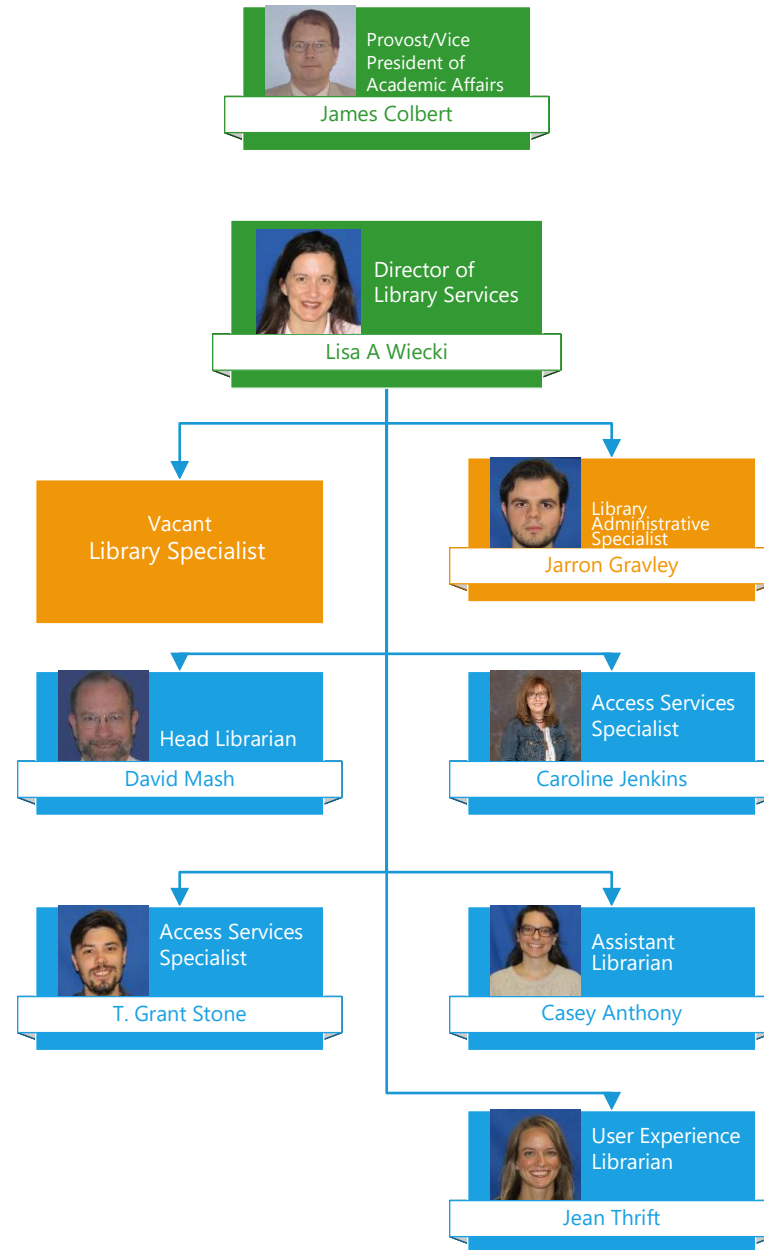 Provost/Vice
President of
Academic Affairs
James Colbert
Director of
Library Services
Lisa A Wiecki
Vacant
Library Specialist
Library
Administrative
Specialist
Jarron Gravley
Head Librarian
David Mash
Access Services
Specialist
Caroline Jenkins
Access Services
Specialist
T. Grant Stone
Assistant
Librarian
Casey Anthony
User Experience
Librarian
Jean Thrift